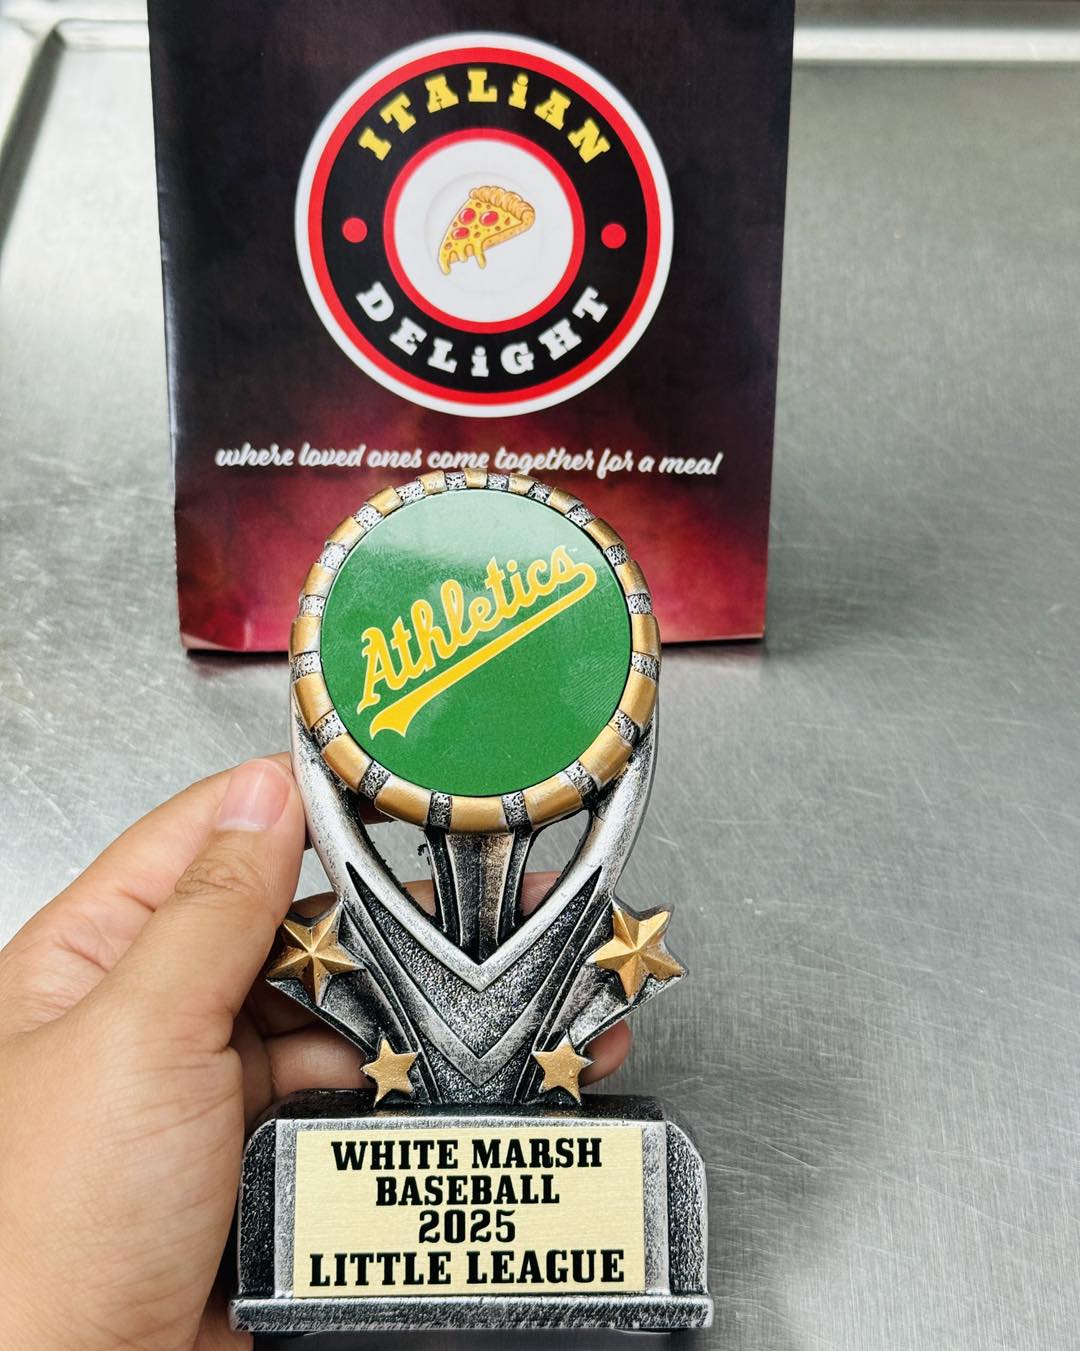 ITALiAN
DELiGHT
where loved ones come together for a meal
Athletics
WHITE MARSH
BASEBALL
2025
LITTLE LEAGUE